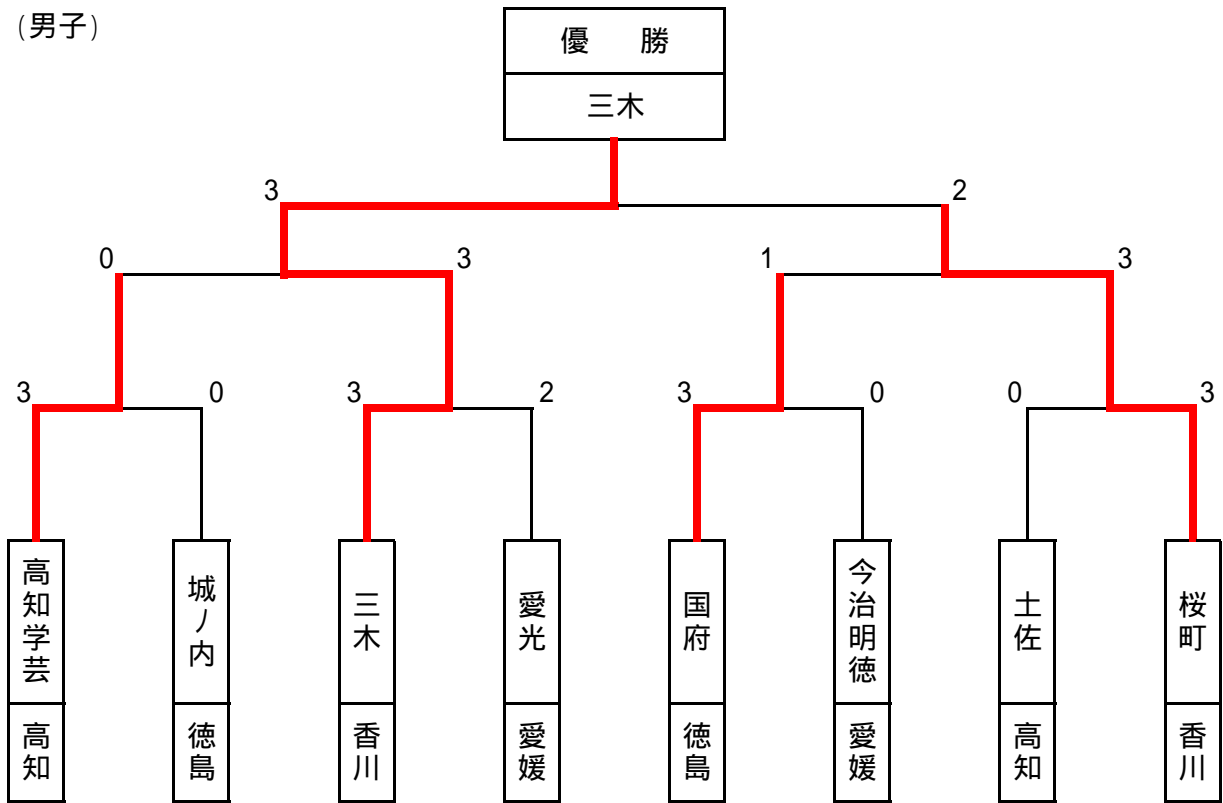 (男子)
優　勝
三木
3
2
0
3
1
3
3
0
3
2
3
0
0
3
高知学芸
城ノ内
三木
愛光
国府
今治明徳
土佐
桜町
高知
徳島
香川
愛媛
徳島
愛媛
高知
香川